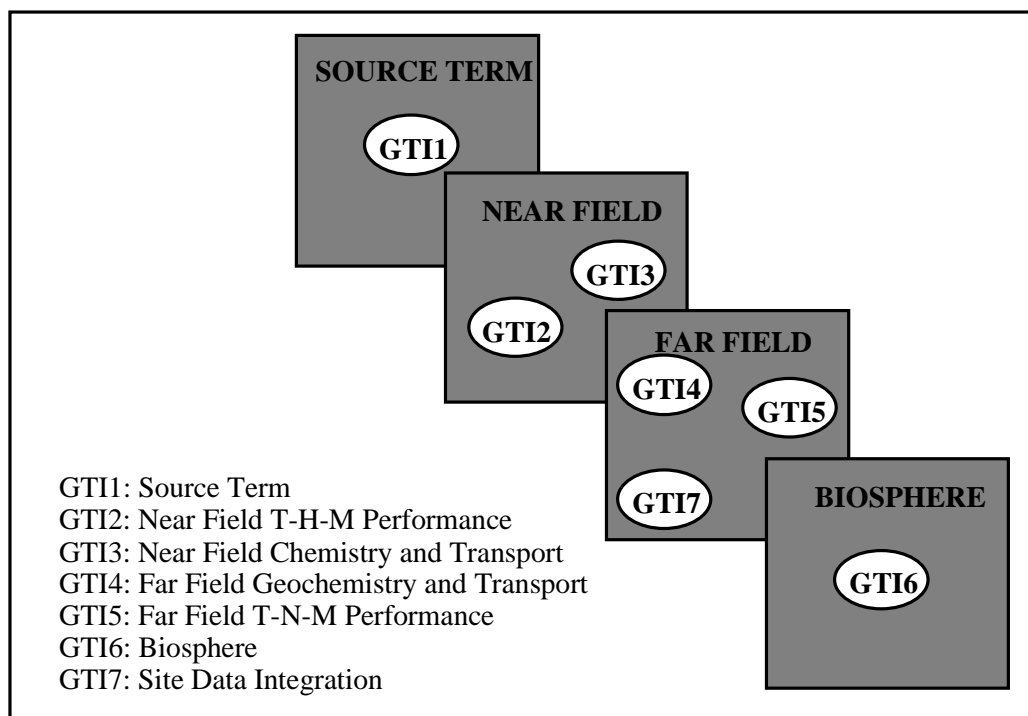 SOURCE TERM
GTI1
NEAR FIELD
GTI3
GTI2
FAR FIELD
GTI4
GTI5
GTI7
BIOSPHERE
GTI6
GTI1: Source Term
GTI2: Near Field T-H-M Performance
GTI3: Near Field Chemistry and Transport
GTI4: Far Field Geochemistry and Transport
GTI5: Far Field T-N-M Performance
GTI6: Biosphere
GTI7: Site Data Integration